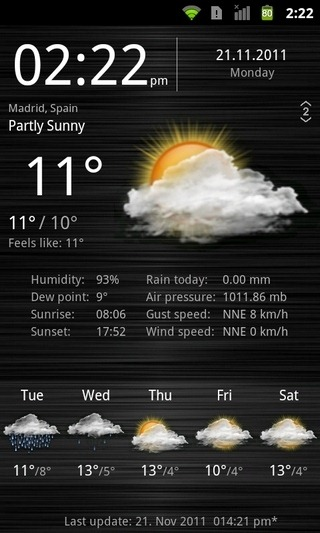 80 2:22
02:22 pm
21.11.2011
Monday
Madrid, Spain
Partly Sunny
2
11°
11° / 10°
Feels like: 11°
Humidity: 93% Rain today: 0.00 mm
Dew point: 9° Air pressure: 1011.86 mb
Sunrise: 08:06 Gust speed: NNE 8 km/h
Sunset: 17:52 Wind speed: NNE 0 km/h
Tue Wed Thu Fri Sat
11°/8° 13°/5° 13°/4° 10°/4° 13°/4°
Last update: 21. Nov 2011 014:21 pm*